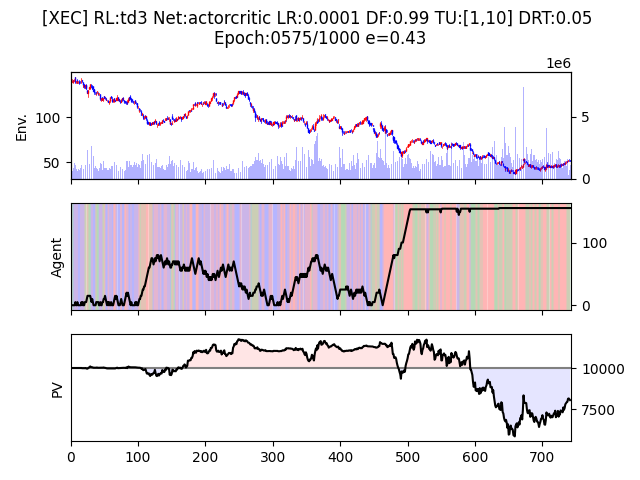 [XEC] RL:td3 Net:actorcritic LR:0.0001 DF:0.99 TU:[1,10] DRT:0.05
Epoch:0575/1000 e=0.43
1e6
Env.
100
50
5
0
Agent
100
0
PV
10000
7500
0 100 200 300 400 500 600 700